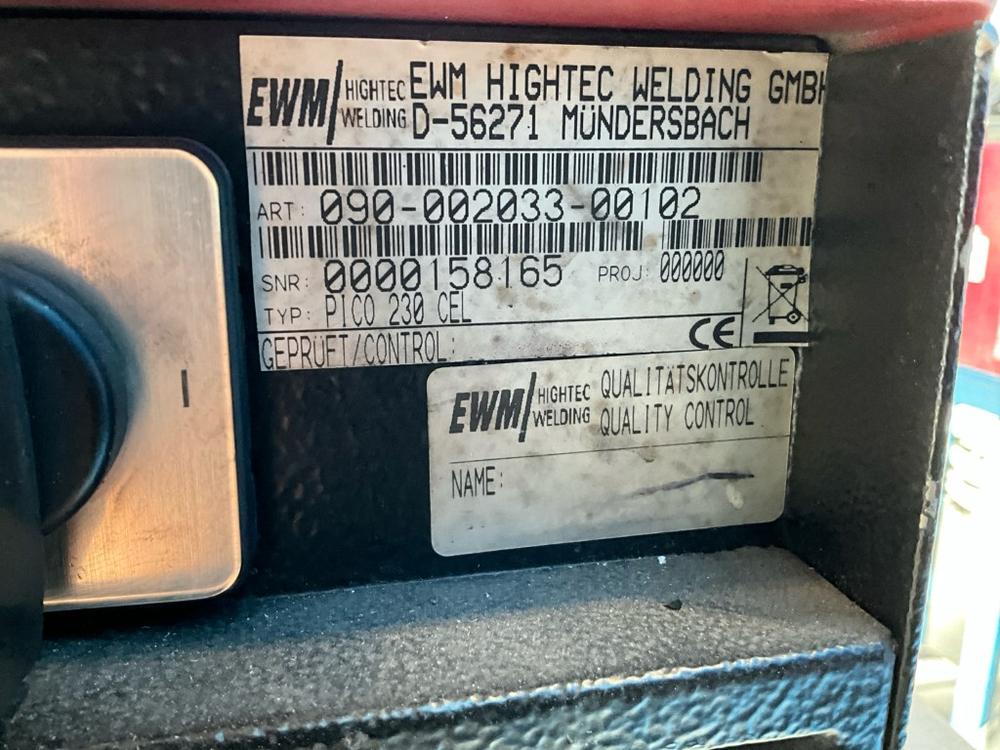 EWM HIGHTEC WELDING EWM HIGHTEC WELDING GMBH
D-56271 MÜNDERSBACH
ART: 090-002033-00102
SNR: 0000158165 PROJ: 000000
TYP: PICO 230 CEL
GEPRÜFT/CONTROL: CE
EWM HIGHTEC WELDING QUALITÄTSKONTROLLE
QUALITY CONTROL
NAME:
I